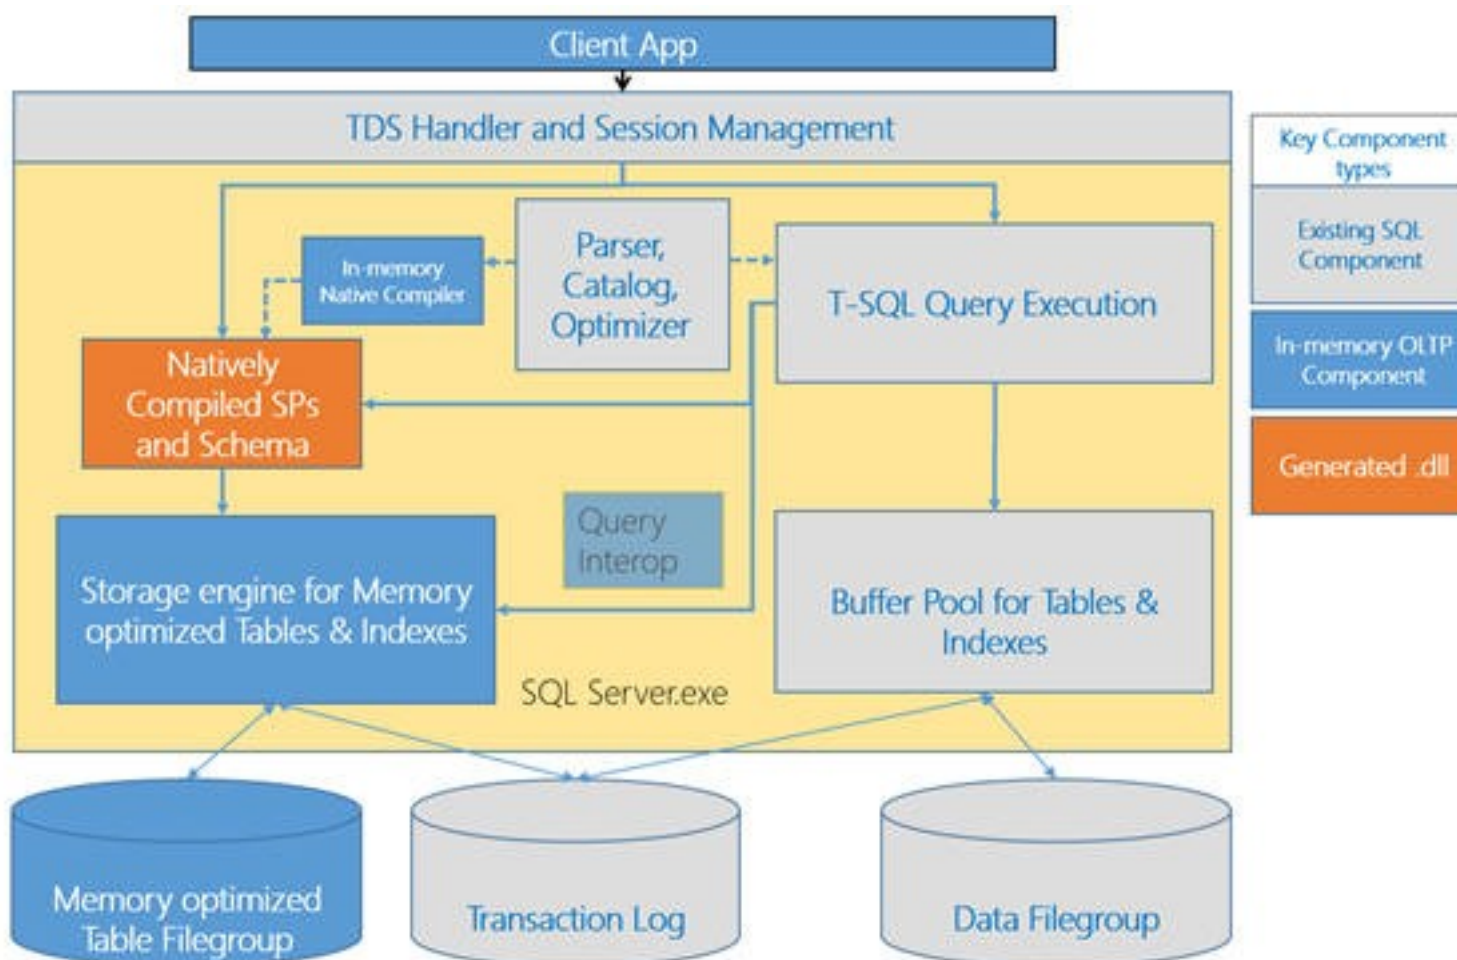 Client App
TDS Handler and Session Management
Key Component
types
Existing SQL
Component
In-memory OLTP
Component
Generated .dll
Parser,
Catalog,
Optimizer
In-memory
Native Compiler
T-SQL Query Execution
Natively
Compiled SPs
and Schema
Query
Interop
Storage engine for Memory
optimized Tables & Indexes
Buffer Pool for Tables &
Indexes
SQL Server.exe
Memory optimized
Table Filegroup
Transaction Log
Data Filegroup